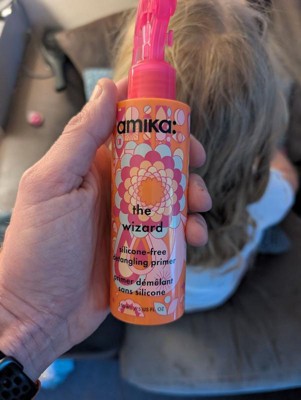 amika:
the
wizard
silicone-free
detangling primer
primer démêlant
sans silicone